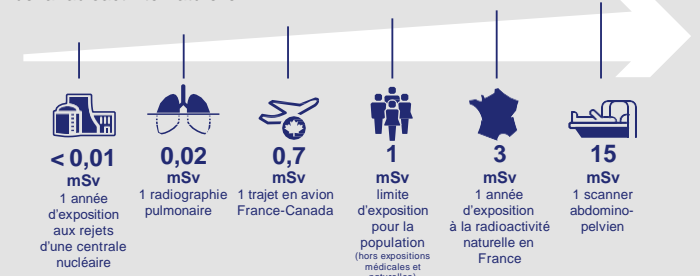 < 0,01
mSv
1 année
d'exposition
aux rejets
d'une centrale
nucléaire
0,02
mSv
1 radiographie
pulmonaire
0,7
mSv
1 trajet en avion
France-Canada
1
mSv
limite
d'exposition
pour la
population
(hors expositions
médicales et
3
mSv
1 année
d'exposition
à la radioactivité
naturelle en
France
15
mSv
1 scanner
abdomino-
pelvien